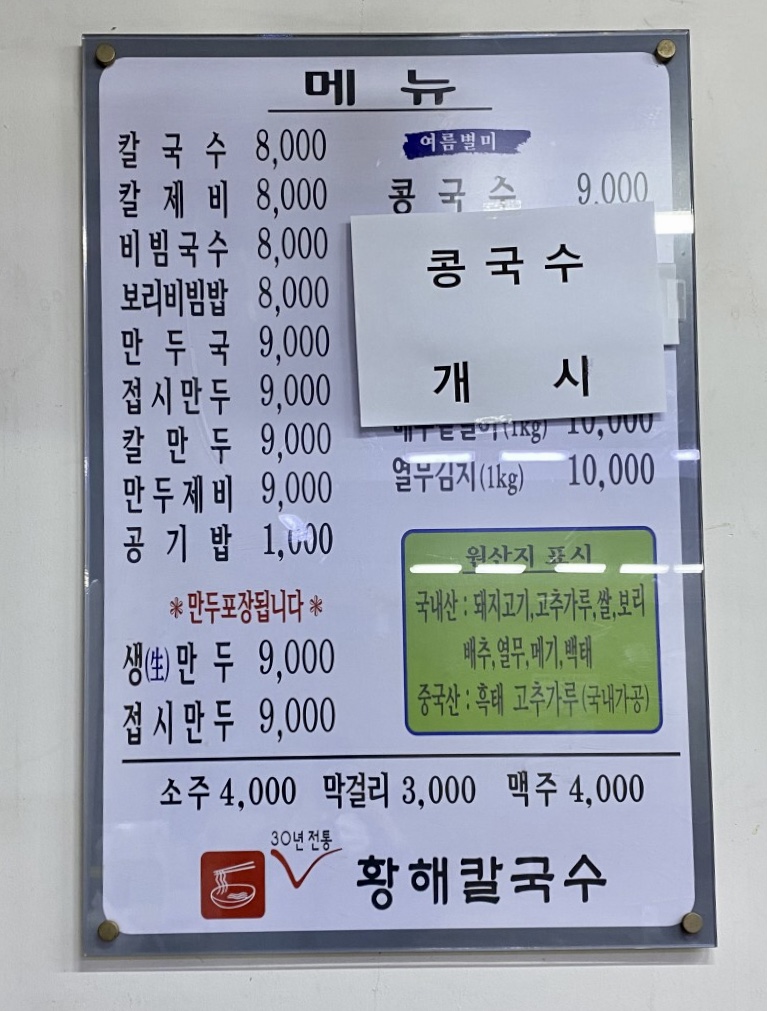 메 뉴
칼 국 수 8,000
칼 제 비 8,000
비빔국수 8,000
보리비빔밥 8,000
만 두 국 9,000
접시만두 9,000
칼 만 두 9,000
만두제비 9,000
공 기 밥 1,000
*만두포장됩니다*
생(生)만 두 9,000
접시만두 9,000
여름별미
콩 국 수 9,000
콩 국 수
개 시
(1kg) 10,000
열무김지(1kg) 10,000
원산지 표시
국내산 : 돼지고기,고추가루,쌀,보리
배추,열무,메기,백태
중국산 : 흑태 고추가루(국내가공)
소주 4,000 막걸리 3,000 맥주 4,000
30년 전통
황해칼국수